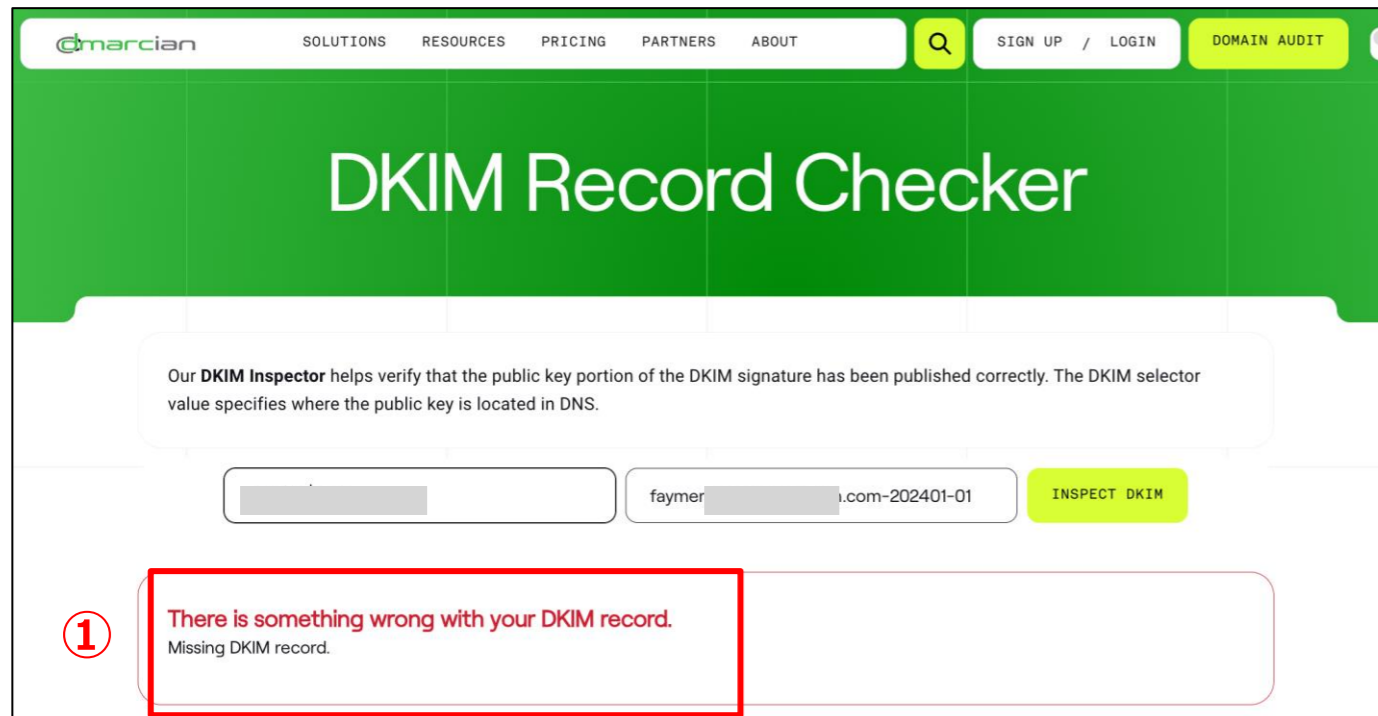 dmarcian SOLUTIONS RESOURCES PRICING PARTNERS ABOUT SIGN UP / LOGIN DOMAIN AUDIT
DKIM Record Checker
Our DKIM Inspector helps verify that the public key portion of the DKIM signature has been published correctly. The DKIM selector
value specifies where the public key is located in DNS.
faymer .com-202401-01 INSPECT DKIM
There is something wrong with your DKIM record.
① Missing DKIM record.